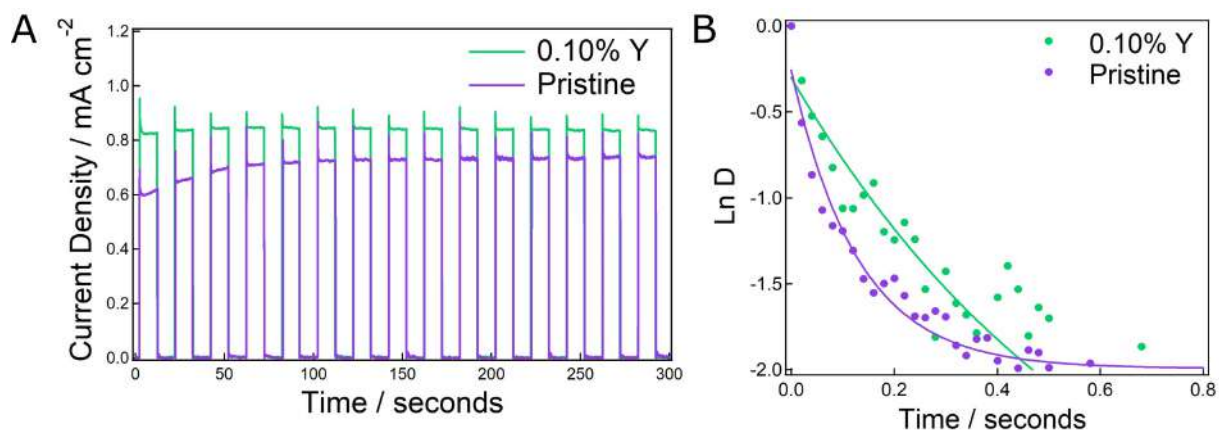 A
Current Density / mA cm-2
1.2
1.0
0.8
0.6
0.4
0.2
0.0
0.10% Y
Pristine
0 50 100 150 200 250 300
Time / seconds
B
Ln D
0.0
-0.5
-1.0
-1.5
-2.0
0.10% Y
Pristine
0.0 0.2 0.4 0.6 0.8
Time / seconds